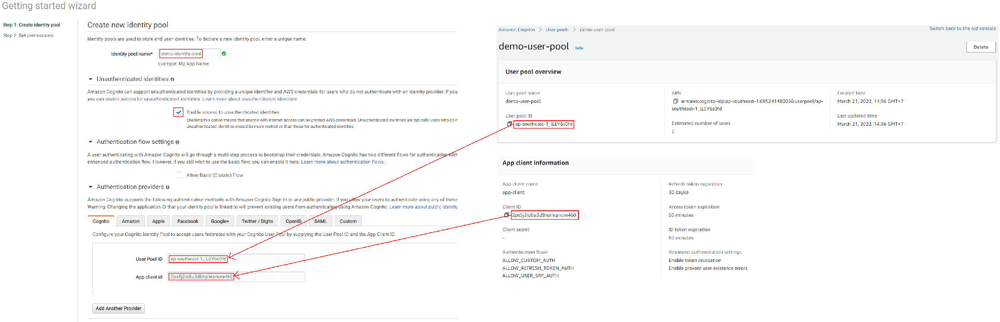 Getting started wizard
Step 1: Create identity pool
Step 2: Set permissions
Create new identity pool
Identity pools are used to store end user identities. To declare a new identity pool, enter a unique name.
Identity pool name* demo-identity-pool
Example: My App Name
Unauthenticated identities
Amazon Cognito can support unauthenticated identities by providing a unique identifier and AWS credentials for users who do not authenticate with an identity provider. If you
you can enable access for unauthenticated identities. Learn more about unauthenticated identities.
Enable access to unauthenticated identities
Enabling this option means that anyone with internet access can be granted AWS credentials. Unauthenticated identities are typically users who do n
unauthenticated identities should be more restrictive than those for authenticated identities.
Authentication flow settings
A user authenticating with Amazon Cognito will go through a multi-step process to bootstrap their credentials. Amazon Cognito has two different flows for authentication with
enhanced authentication flow. However, if you still wish to use the basic flow, you can enable it here. Learn more about authentication flows.
Allow Basic (Classic) Flow
Authentication providers
Amazon Cognito supports the following authentication methods with Amazon Cognito Sign-In or any public provider. If you allow your users to authenticate using any of these
Warning: Changing the application ID that your identity pool is linked to will prevent existing users from authenticating using Amazon Cognito. Learn more about public identity
Cognito Amazon Apple Facebook Google+ Twitter / Digits OpenID SAML Custom
Configure your Cognito Identity Pool to accept users federated with your Cognito User Pool by supplying the User Pool ID and the App Client ID.
User Pool ID ap-southeast-1_lLEY6s0fd
App client id 2ps5j2io8u3d8npiiepncre460
Add Another Provider
Amazon Cognito > User pools > demo-user-pool
Switch back to the old console
demo-user-pool Info
Delete
User pool overview
User pool name
demo-user-pool
User pool ID
ap-southeast-1_lLEY6s0fd
ARN
arn:aws:cognito-idp:ap-southeast-1:695241480056:userpool/ap-
southeast-1_lLEY6s0fd
Estimated number of users
2
Created time
March 21, 2022, 14:36 GMT+7
Last updated time
March 21, 2022, 14:36 GMT+7
App client information
App client name
app-client
Client ID
2ps5j2io8u3d8npiiepncre460
Client secret
-
Authentication flows
ALLOW_CUSTOM_AUTH
ALLOW_REFRESH_TOKEN_AUTH
ALLOW_USER_SRP_AUTH
Refresh token expiration
30 day(s)
Access token expiration
60 minutes
ID token expiration
60 minutes
Advanced authentication settings
Enable token revocation
Enable prevent user existence errors